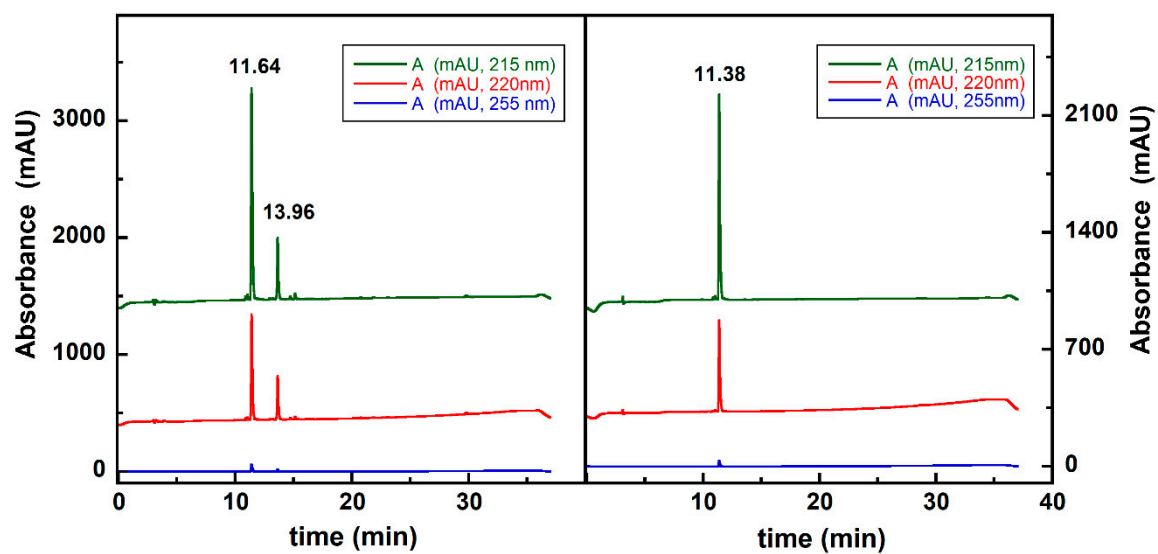 11.64
A (mAU, 215 nm)
A (mAU, 220nm)
A (mAU, 255 nm)
13.96
3000
2000
1000
0
Absorbance (mAU)
0 10 20 30
time (min)
11.38
A (mAU, 215nm)
A (mAU, 220nm)
A (mAU, 255nm)
2100
1400
700
0
Absorbance (mAU)
10 20 30 40
time (min)